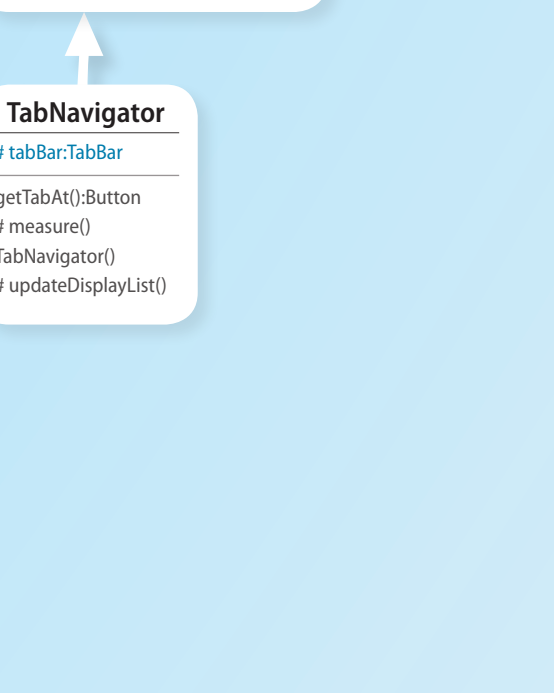 TabNavigator
# tabBar:TabBar
getTabAt():Button
# measure()
TabNavigator()
# updateDisplayList()